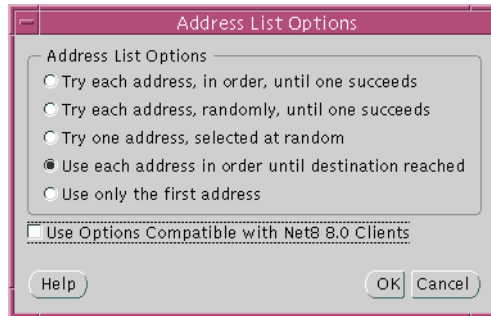 Address List Options
Address List Options
Try each address, in order, until one succeeds
Try each address, randomly, until one succeeds
Try one address, selected at random
Use each address in order until destination reached
Use only the first address
Use Options Compatible with Net8 8.0 Clients
Help OK Cancel